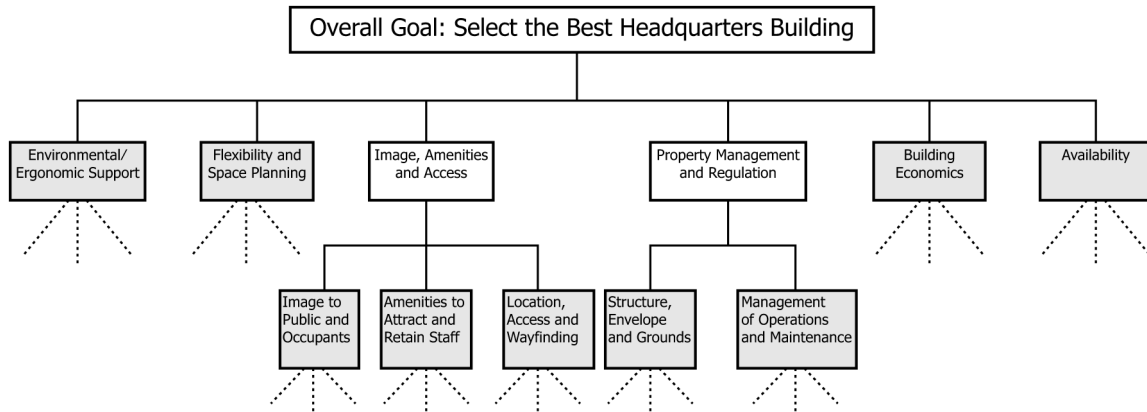 Overall Goal: Select the Best Headquarters Building
Environmental/
Ergonomic Support
Flexibility and
Space Planning
Image, Amenities
and Access
Property Management
and Regulation
Building
Economics
Availability
Image to
Public and
Occupants
Amenities to
Attract and
Retain Staff
Location,
Access and
Wayfinding
Structure,
Envelope
and Grounds
Management
of Operations
and Maintenance